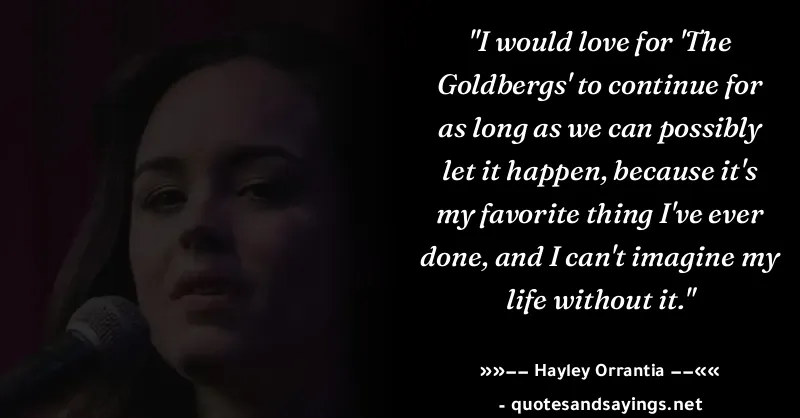 "I would love for 'The
Goldbergs' to continue for
as long as we can possibly
let it happen, because it's
my favorite thing I've ever
done, and I can't imagine my
life without it."
»»−− Hayley Orrantia −−««
- quotesandsayings.net